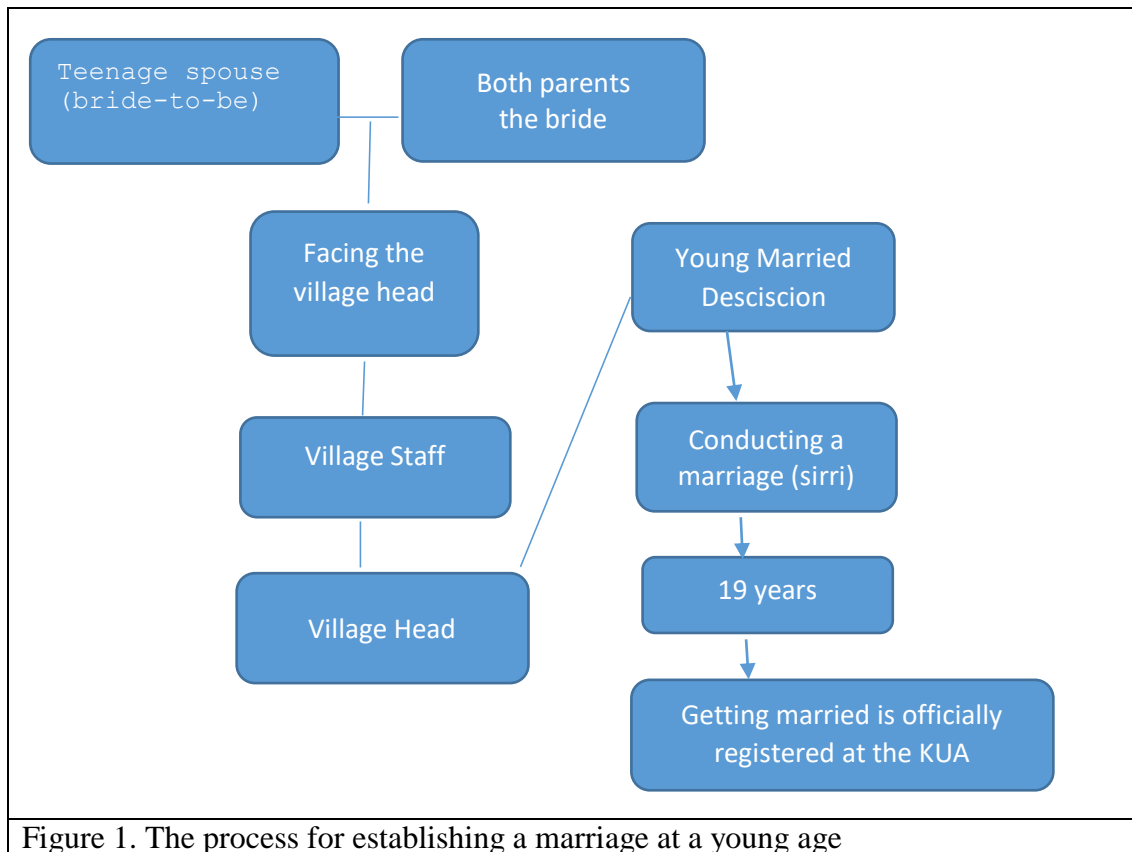 Teenage spouse
(bride-to-be)
Both parents
the bride
Facing the
village head
Village Staff
Village Head
Young Married
Desciscion
Conducting a
marriage (sirri)
19 years
Getting married is officially
registered at the KUA
Figure 1. The process for establishing a marriage at a young age